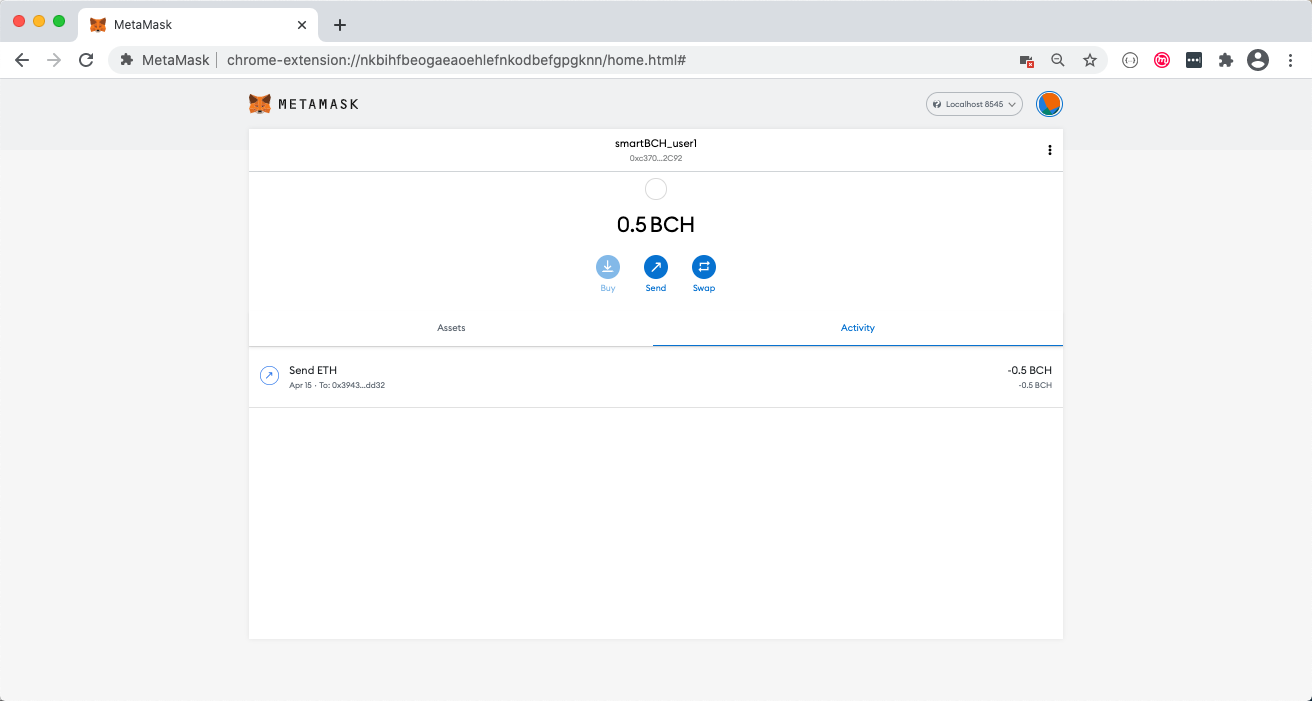 MetaMask
MetaMask chrome-extension://nkbihfbeogaeaoehlefnkodbefgpgknn/home.html#
METAMASK
Localhost 8545
smartBCH_user1
0xc370...2C92
0.5 BCH
Buy Send Swap
Assets Activity
Send ETH -0.5 BCH
Apr 15 · To: 0x3943...dd32 -0.5 BCH